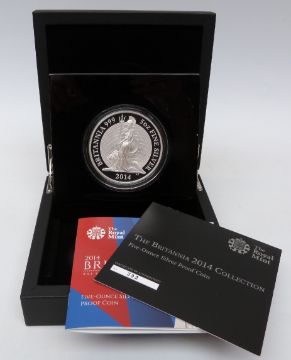 BRITANNIA 999 5oz FINE SILVER
2014
The
Royal
Mint
2014
BR
FIVE-OUNCE SIL
PROOF COIN
The
Royal
Mint
THE BRITANNIA 2014 COLLECTION
Five-Ounce Silver Proof Coin